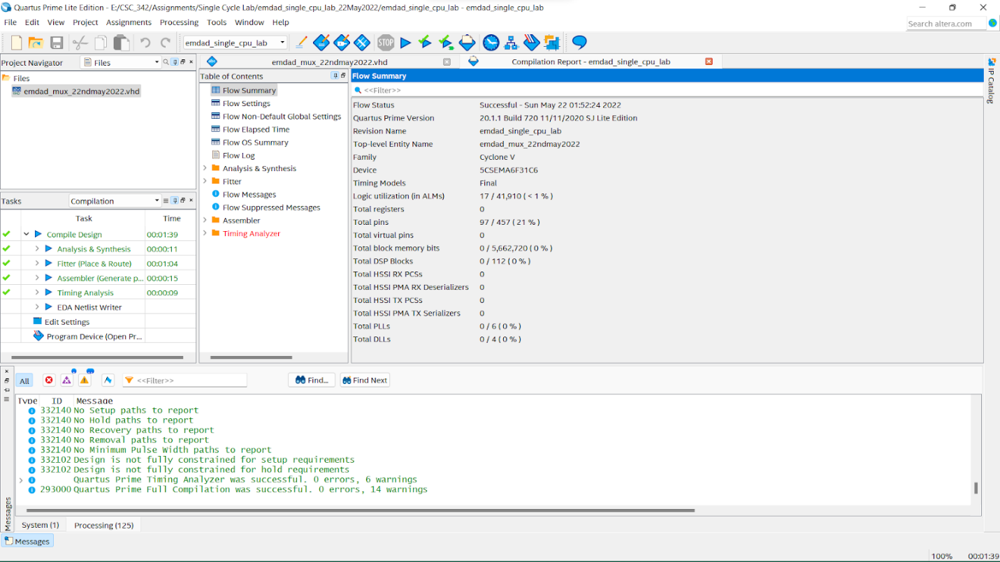 Quartus Prime Lite Edition - E:/CSC_342/Assignments/Single Cycle Lab/emdad_single_cpu_lab_22May2022/emdad_single_cpu_lab - emdad_single_cpu_lab
File Edit View Project Assignments Processing Tools Window Help
Search altera.com
emdad_single_cpu_lab
STOP
Project Navigator
Files
Files
emdad_mux_22ndmay2022.vhd
Tasks
Compilation
Task Time
Compile Design 00:01:39
Analysis & Synthesis 00:00:11
Fitter (Place & Route) 00:01:04
Assembler (Generate p... 00:00:15
Timing Analysis 00:00:09
EDA Netlist Writer
Edit Settings
Program Device (Open Pr...
emdad_mux_22ndmay2022.vhd
Compilation Report - emdad_single_cpu_lab
Table of Contents
Flow Summary
Flow Settings
Flow Non-Default Global Settings
Flow Elapsed Time
Flow OS Summary
Flow Log
Analysis & Synthesis
Fitter
Flow Messages
Flow Suppressed Messages
Assembler
Timing Analyzer
Flow Summary
<<Filter>>
Flow Status Successful - Sun May 22 01:52:24 2022
Quartus Prime Version 20.1.1 Build 720 11/11/2020 SJ Lite Edition
Revision Name emdad_single_cpu_lab
Top-level Entity Name emdad_mux_22ndmay2022
Family Cyclone V
Device 5CSEMA6F31C6
Timing Models Final
Logic utilization (in ALMs) 17 / 41,910 ( < 1 % )
Total registers 0
Total pins 97 / 457 ( 21 % )
Total virtual pins 0
Total block memory bits 0 / 5,662,720 ( 0 % )
Total DSP Blocks 0 / 112 ( 0 % )
Total HSSI RX PCSs 0
Total HSSI PMA RX Deserializers 0
Total HSSI TX PCSs 0
Total HSSI PMA TX Serializers 0
Total PLLs 0 / 6 ( 0 % )
Total DLLs 0 / 4 ( 0 % )
IP Catalog
All
<<Filter>>
Find...
Find Next
Type ID Message
332140 No Setup paths to report
332140 No Hold paths to report
332140 No Recovery paths to report
332140 No Removal paths to report
332140 No Minimum Pulse Width paths to report
332102 Design is not fully constrained for setup requirements
332102 Design is not fully constrained for hold requirements
Quartus Prime Timing Analyzer was successful. 0 errors, 6 warnings
293000 Quartus Prime Full Compilation was successful. 0 errors, 14 warnings
Messages
System (1) Processing (125)
Messages
100% 00:01:39